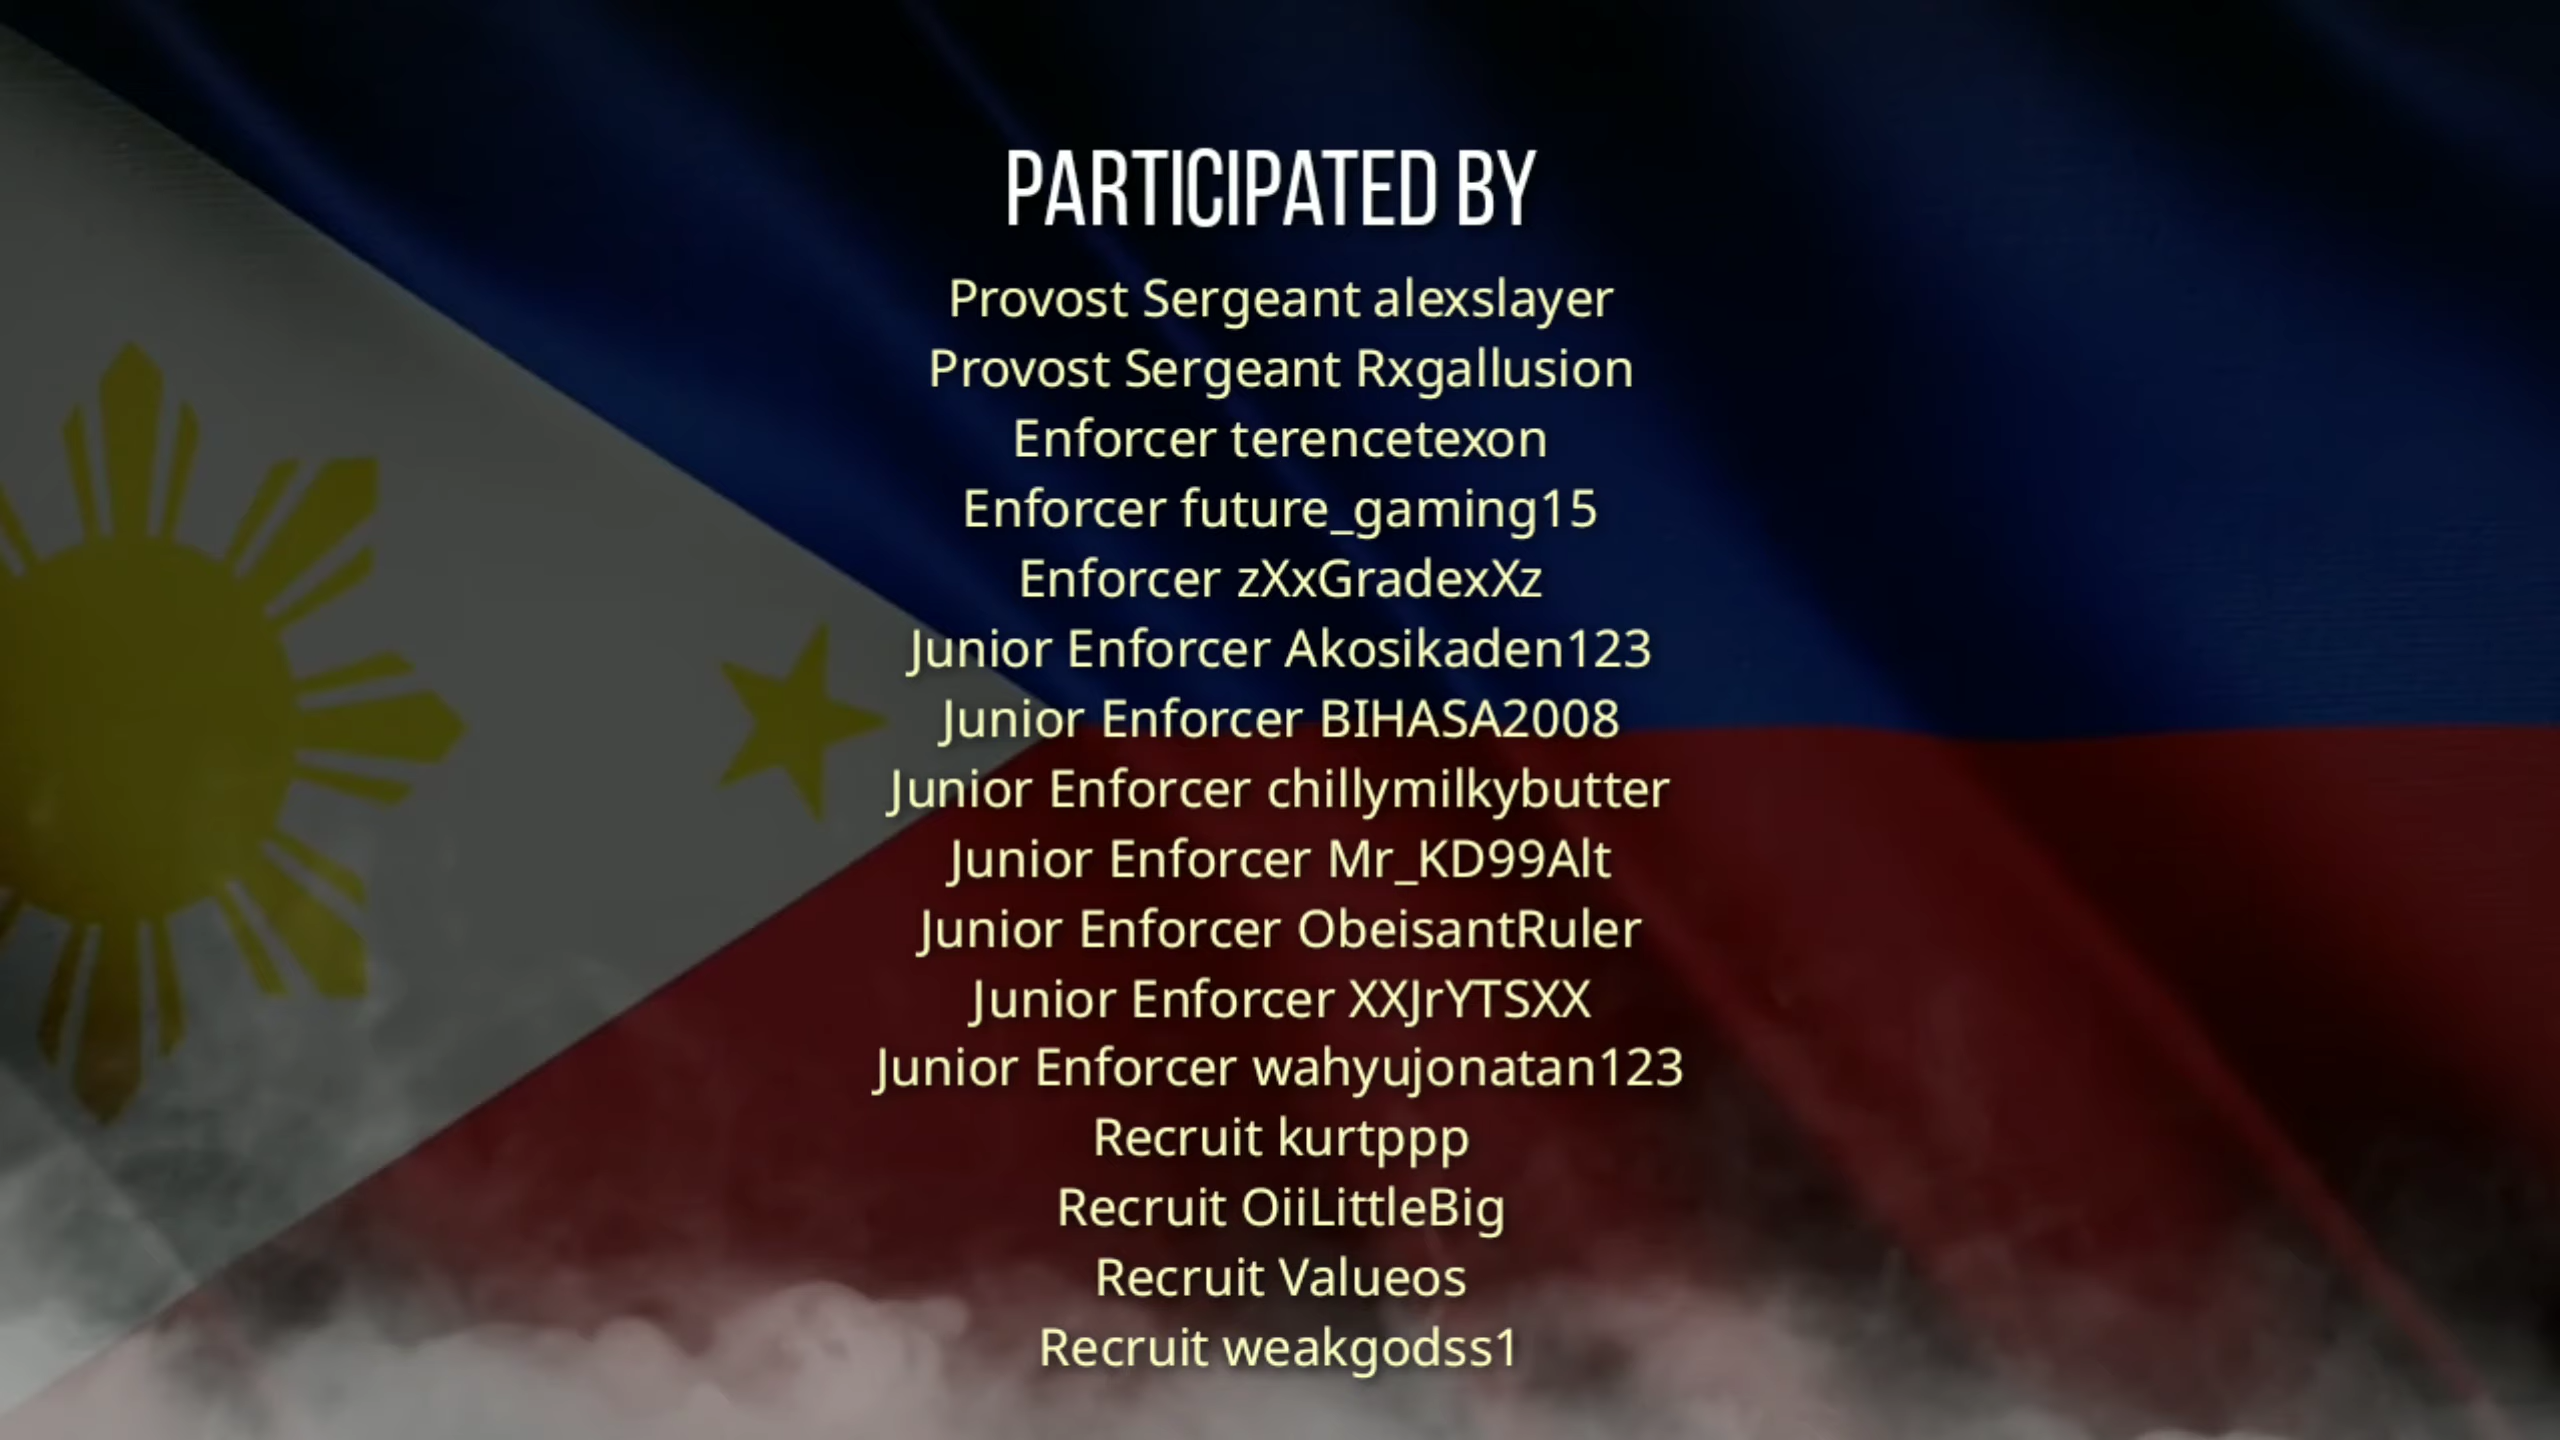 PARTICIPATED BY
Provost Sergeant alexslayer
Provost Sergeant Rxgallusion
Enforcer terencetexon
Enforcer future_gaming15
Enforcer zXxGradexXz
Junior Enforcer Akosikaden123
Junior Enforcer BIHASA2008
Junior Enforcer chillymilkybutter
Junior Enforcer Mr_KD99Alt
Junior Enforcer ObeisantRuler
Junior Enforcer XXJrYTSXX
Junior Enforcer wahyujonatan123
Recruit kurtppp
Recruit OiiLittleBig
Recruit Valueos
Recruit weakgodss1